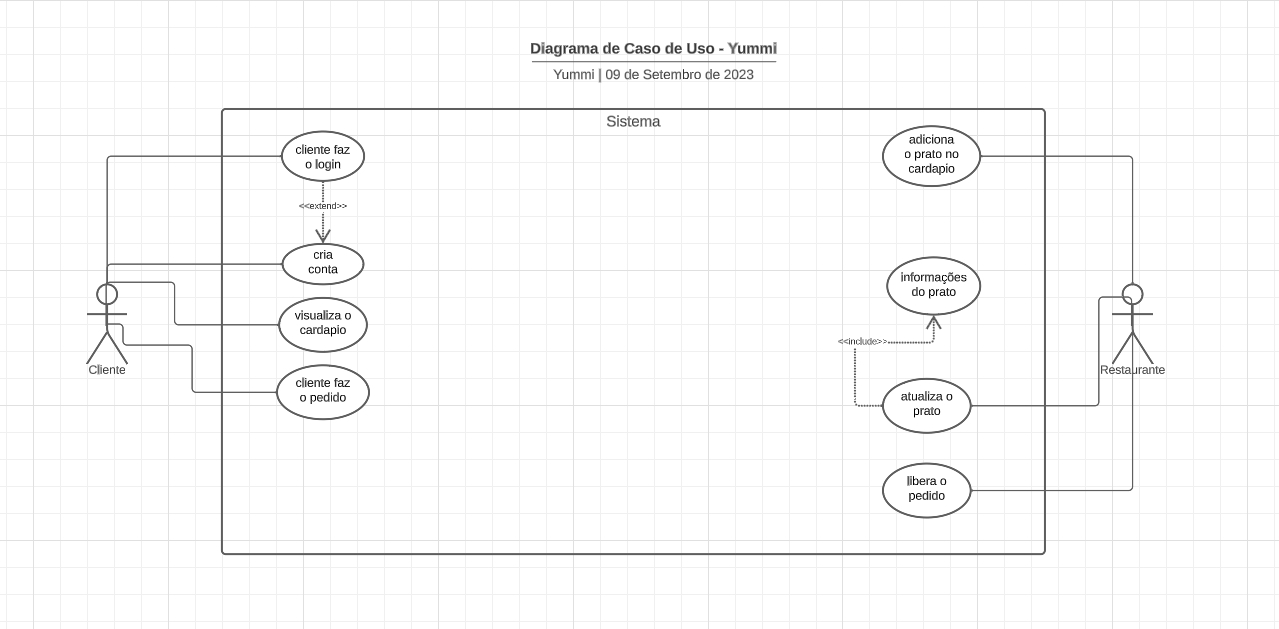 Diagrama de Caso de Uso - Yummi
Yummi | 09 de Setembro de 2023
Sistema
cliente faz
o login
<<extend>>
cria
conta
visualiza o
cardapio
cliente faz
o pedido
Cliente
adiciona
o prato no
cardapio
informações
do prato
<<include>>
atualiza o
prato
libera o
pedido
Restaurante